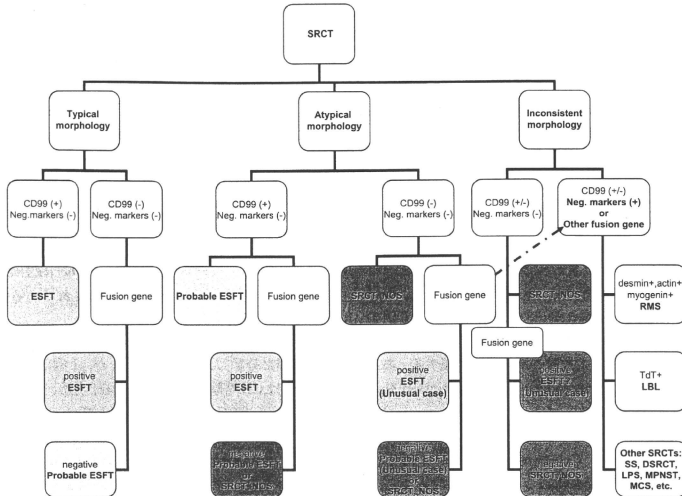 SRCT
Typical
morphology
Atypical
morphology
Inconsistent
morphology
CD99 (+)
Neg.markers (-)
CD99 (-)
Neg. markers (-)
CD99 (+)
Neg. markers (-)
CD99 (-)
Neg. markers (-)
CD99 (+/-)
Neg. markers (-)
CD99 (+/-)
Neg. markers (+)
or
Other fusion gene
ESFT
Fusion gene
Probable ESFT
Fusion gene
SRCT, NOS
Fusion gene
SRCT, NOS
desmin+,actin+
myogenin+
RMS
Fusion gene
positive
ESFT
positive
ESFT
positive
ESFT
(Unusual case)
positive
ESFT
(Unusual case)
TdT+
LBL
negative
Probable ESFT
negative
Probable ESFT
or
SRCT, NOS
negative
Probable ESFT
(Unusual case)
or
SRCT, NOS
negative
SRCT, NOS
Other SRCTs:
SS, DSRCT,
LPS, MPNST,
MCS, etc.